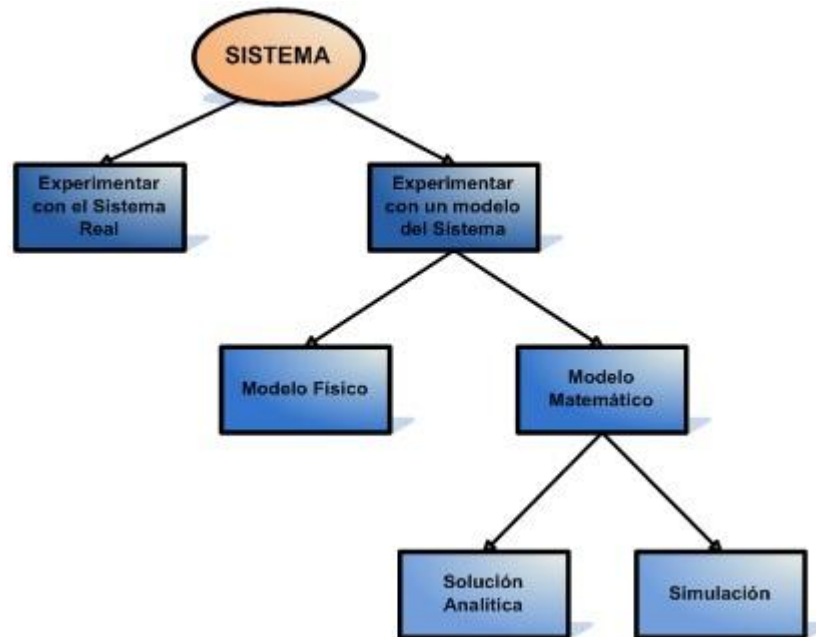 SISTEMA
Experimentar
con el Sistema
Real
Experimentar
con un modelo
del Sistema
Modelo Físico
Modelo
Matemático
Solución
Analítica
Simulación